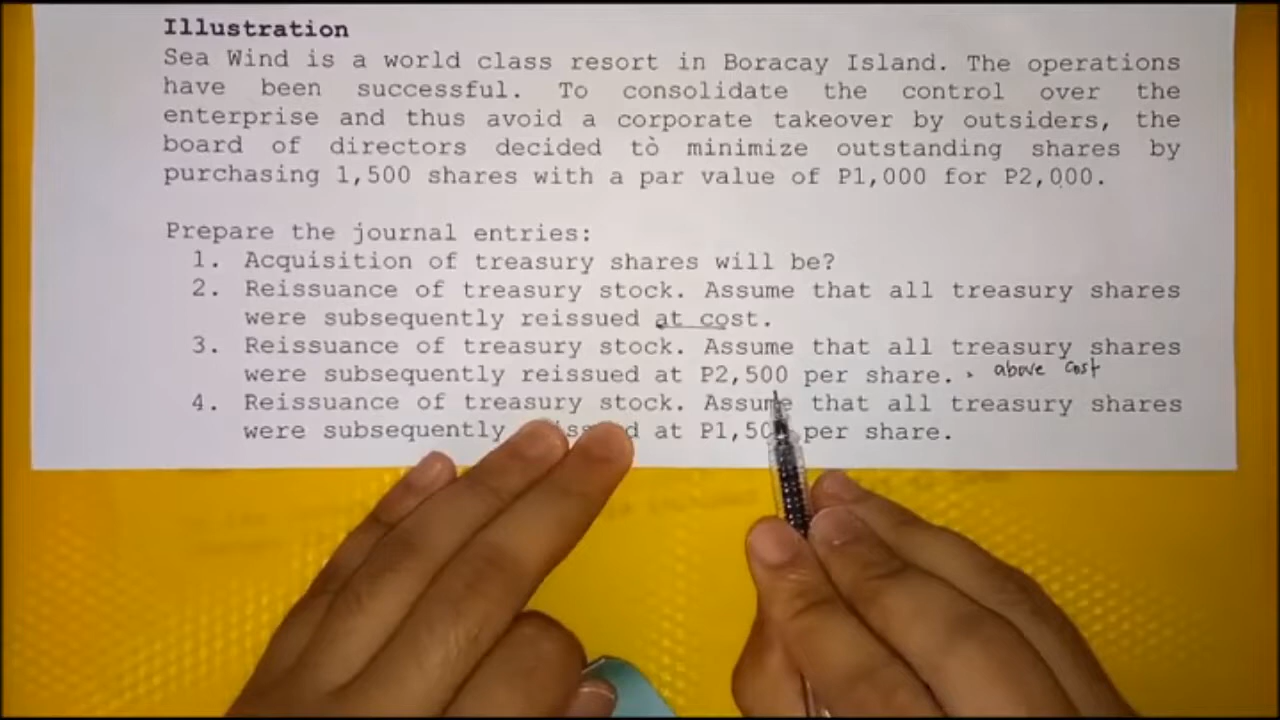 Illustration
Sea Wind is a world class resort in Boracay Island. The operations
have been successful. To consolidate the control over the
enterprise and thus avoid a corporate takeover by outsiders, the
board of directors decided to minimize outstanding shares by
purchasing 1,500 shares with a par value of P1,000 for P2,000.
Prepare the journal entries:
1. Acquisition of treasury shares will be?
2. Reissuance of treasury stock. Assume that all treasury shares
were subsequently reissued at cost.
3. Reissuance of treasury stock. Assume that all treasury shares
were subsequently reissued at P2,500 per share. above cost
4. Reissuance of treasury stock. Assume that all treasury shares
were subsequently at per share.